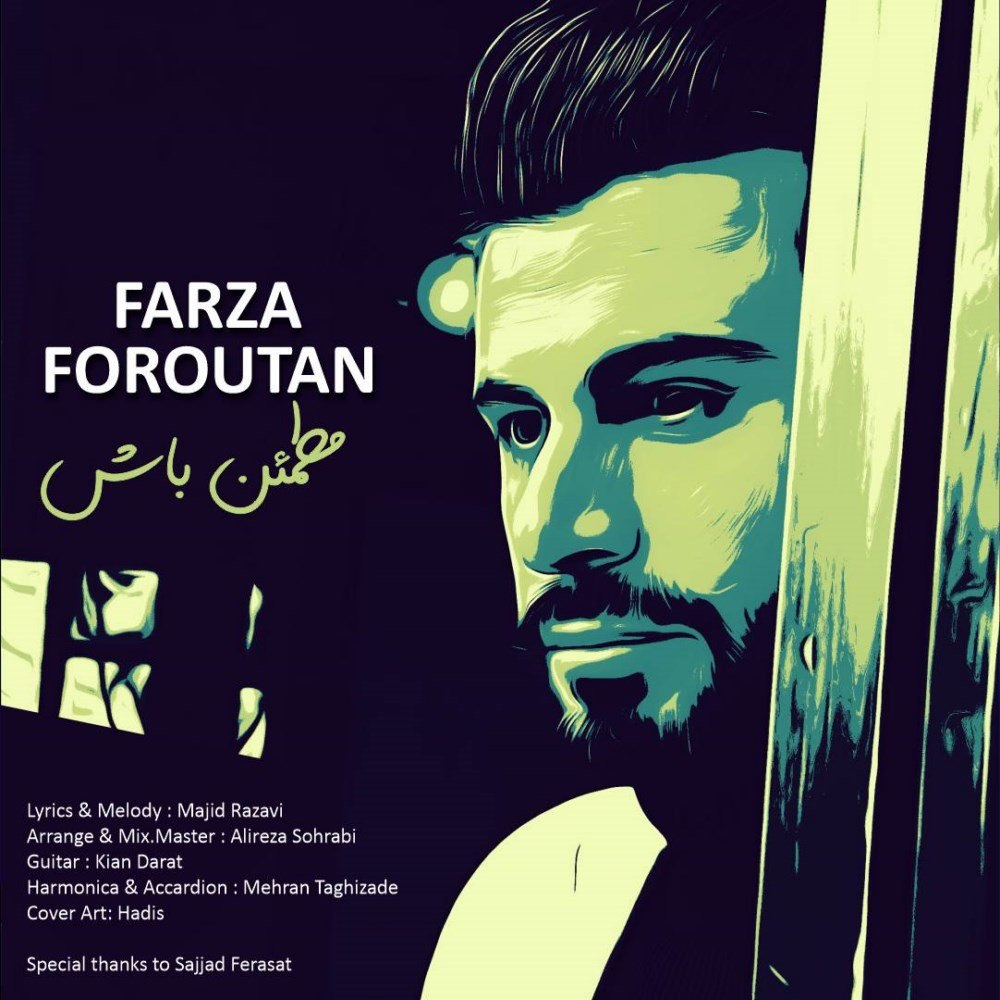 FARZA
FOROUTAN
مطمئن باش
Lyrics & Melody : Majid Razavi
Arrange & Mix.Master : Alireza Sohrabi
Guitar : Kian Darat
Harmonica & Accardion : Mehran Taghizade
Cover Art: Hadis
Special thanks to Sajjad Ferasat